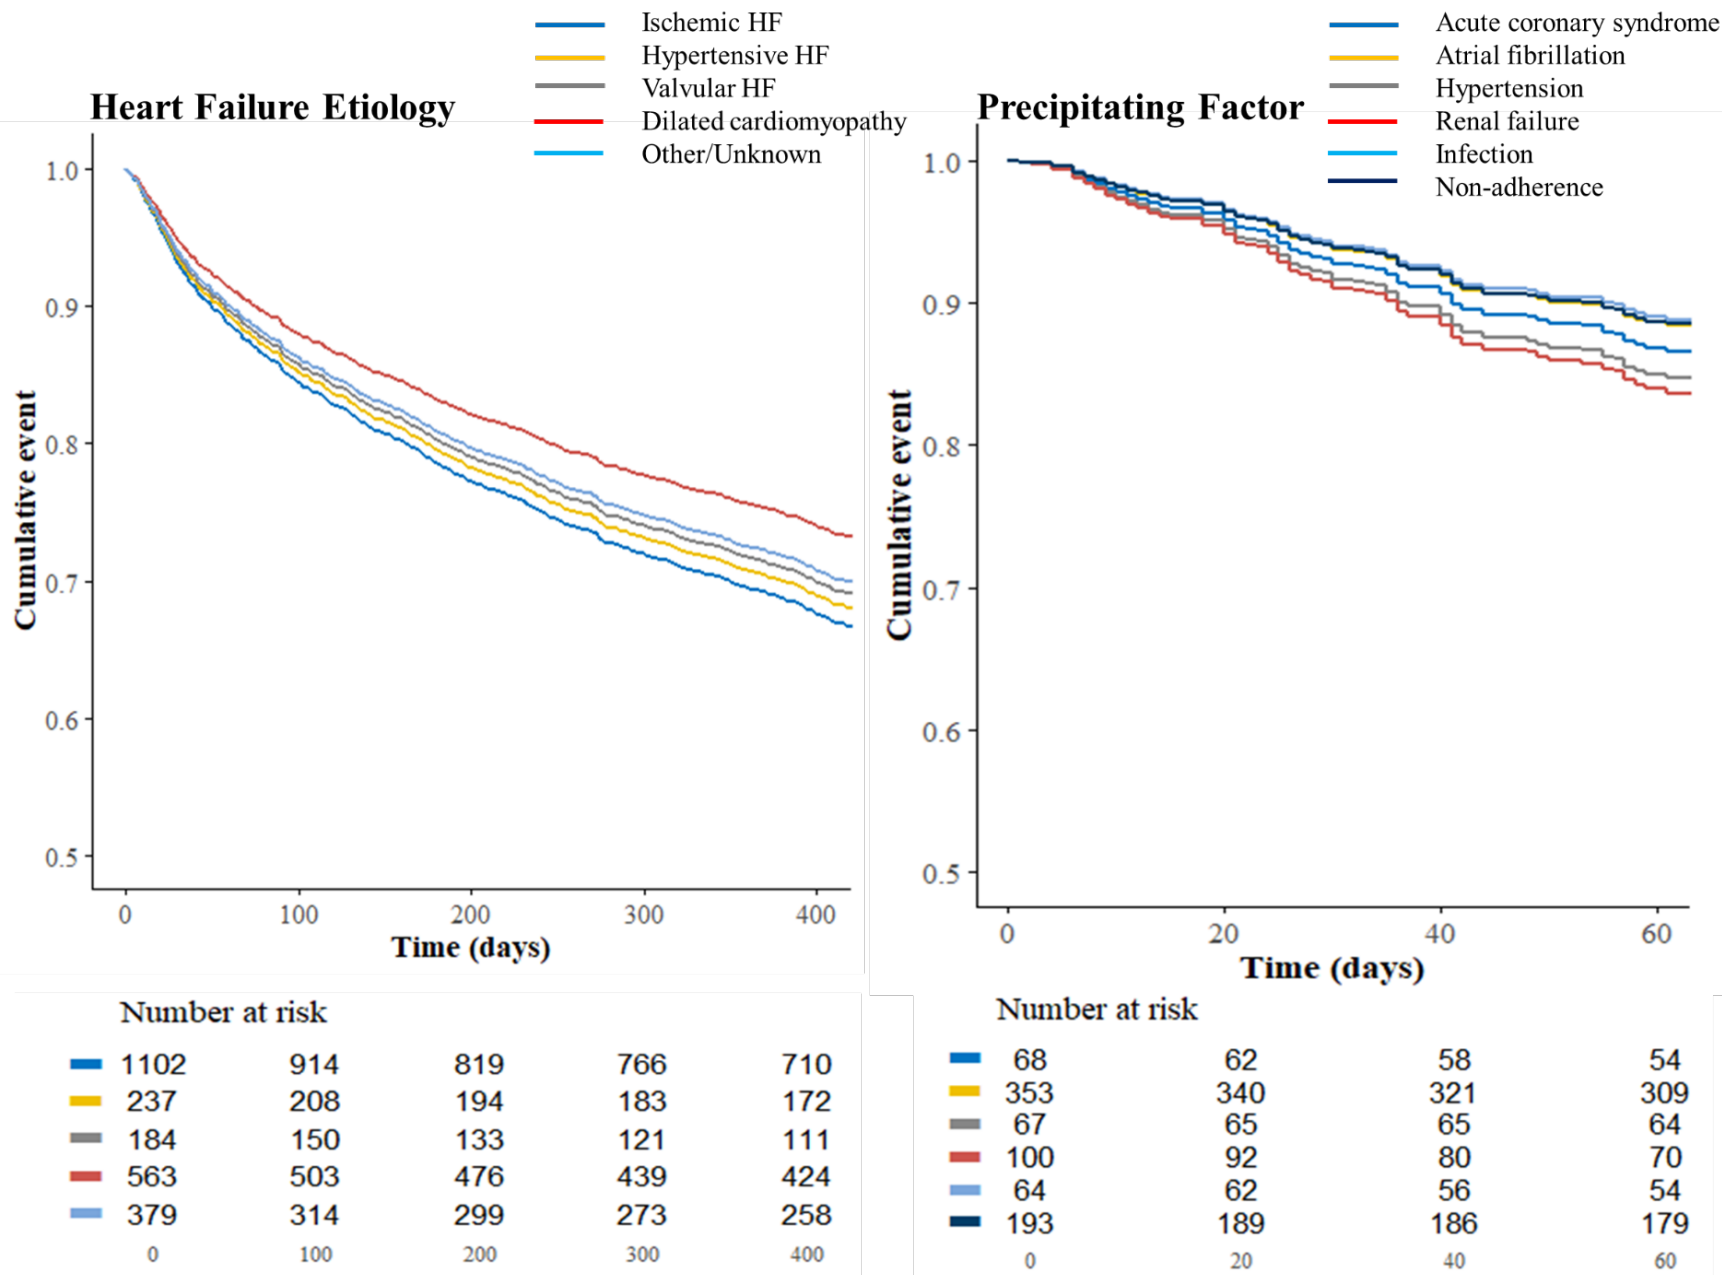 Heart Failure Etiology
Ischemic HF
Hypertensive HF
Valvular HF
Dilated cardiomyopathy
Other/Unknown
Cumulative event
1.0
0.9
0.8
0.7
0.6
0.5
0 100 200 300 400
Time (days)
Number at risk
1102 914 819 766 710
237 208 194 183 172
184 150 133 121 111
563 503 476 439 424
379 314 299 273 258
0 100 200 300 400
Precipitating Factor
Acute coronary syndrome
Atrial fibrillation
Hypertension
Renal failure
Infection
Non-adherence
Cumulative event
1.0
0.9
0.8
0.7
0.6
0.5
0 20 40 60
Time (days)
Number at risk
68 62 58 54
353 340 321 309
67 65 65 64
100 92 80 70
64 62 56 54
193 189 186 179
0 20 40 60